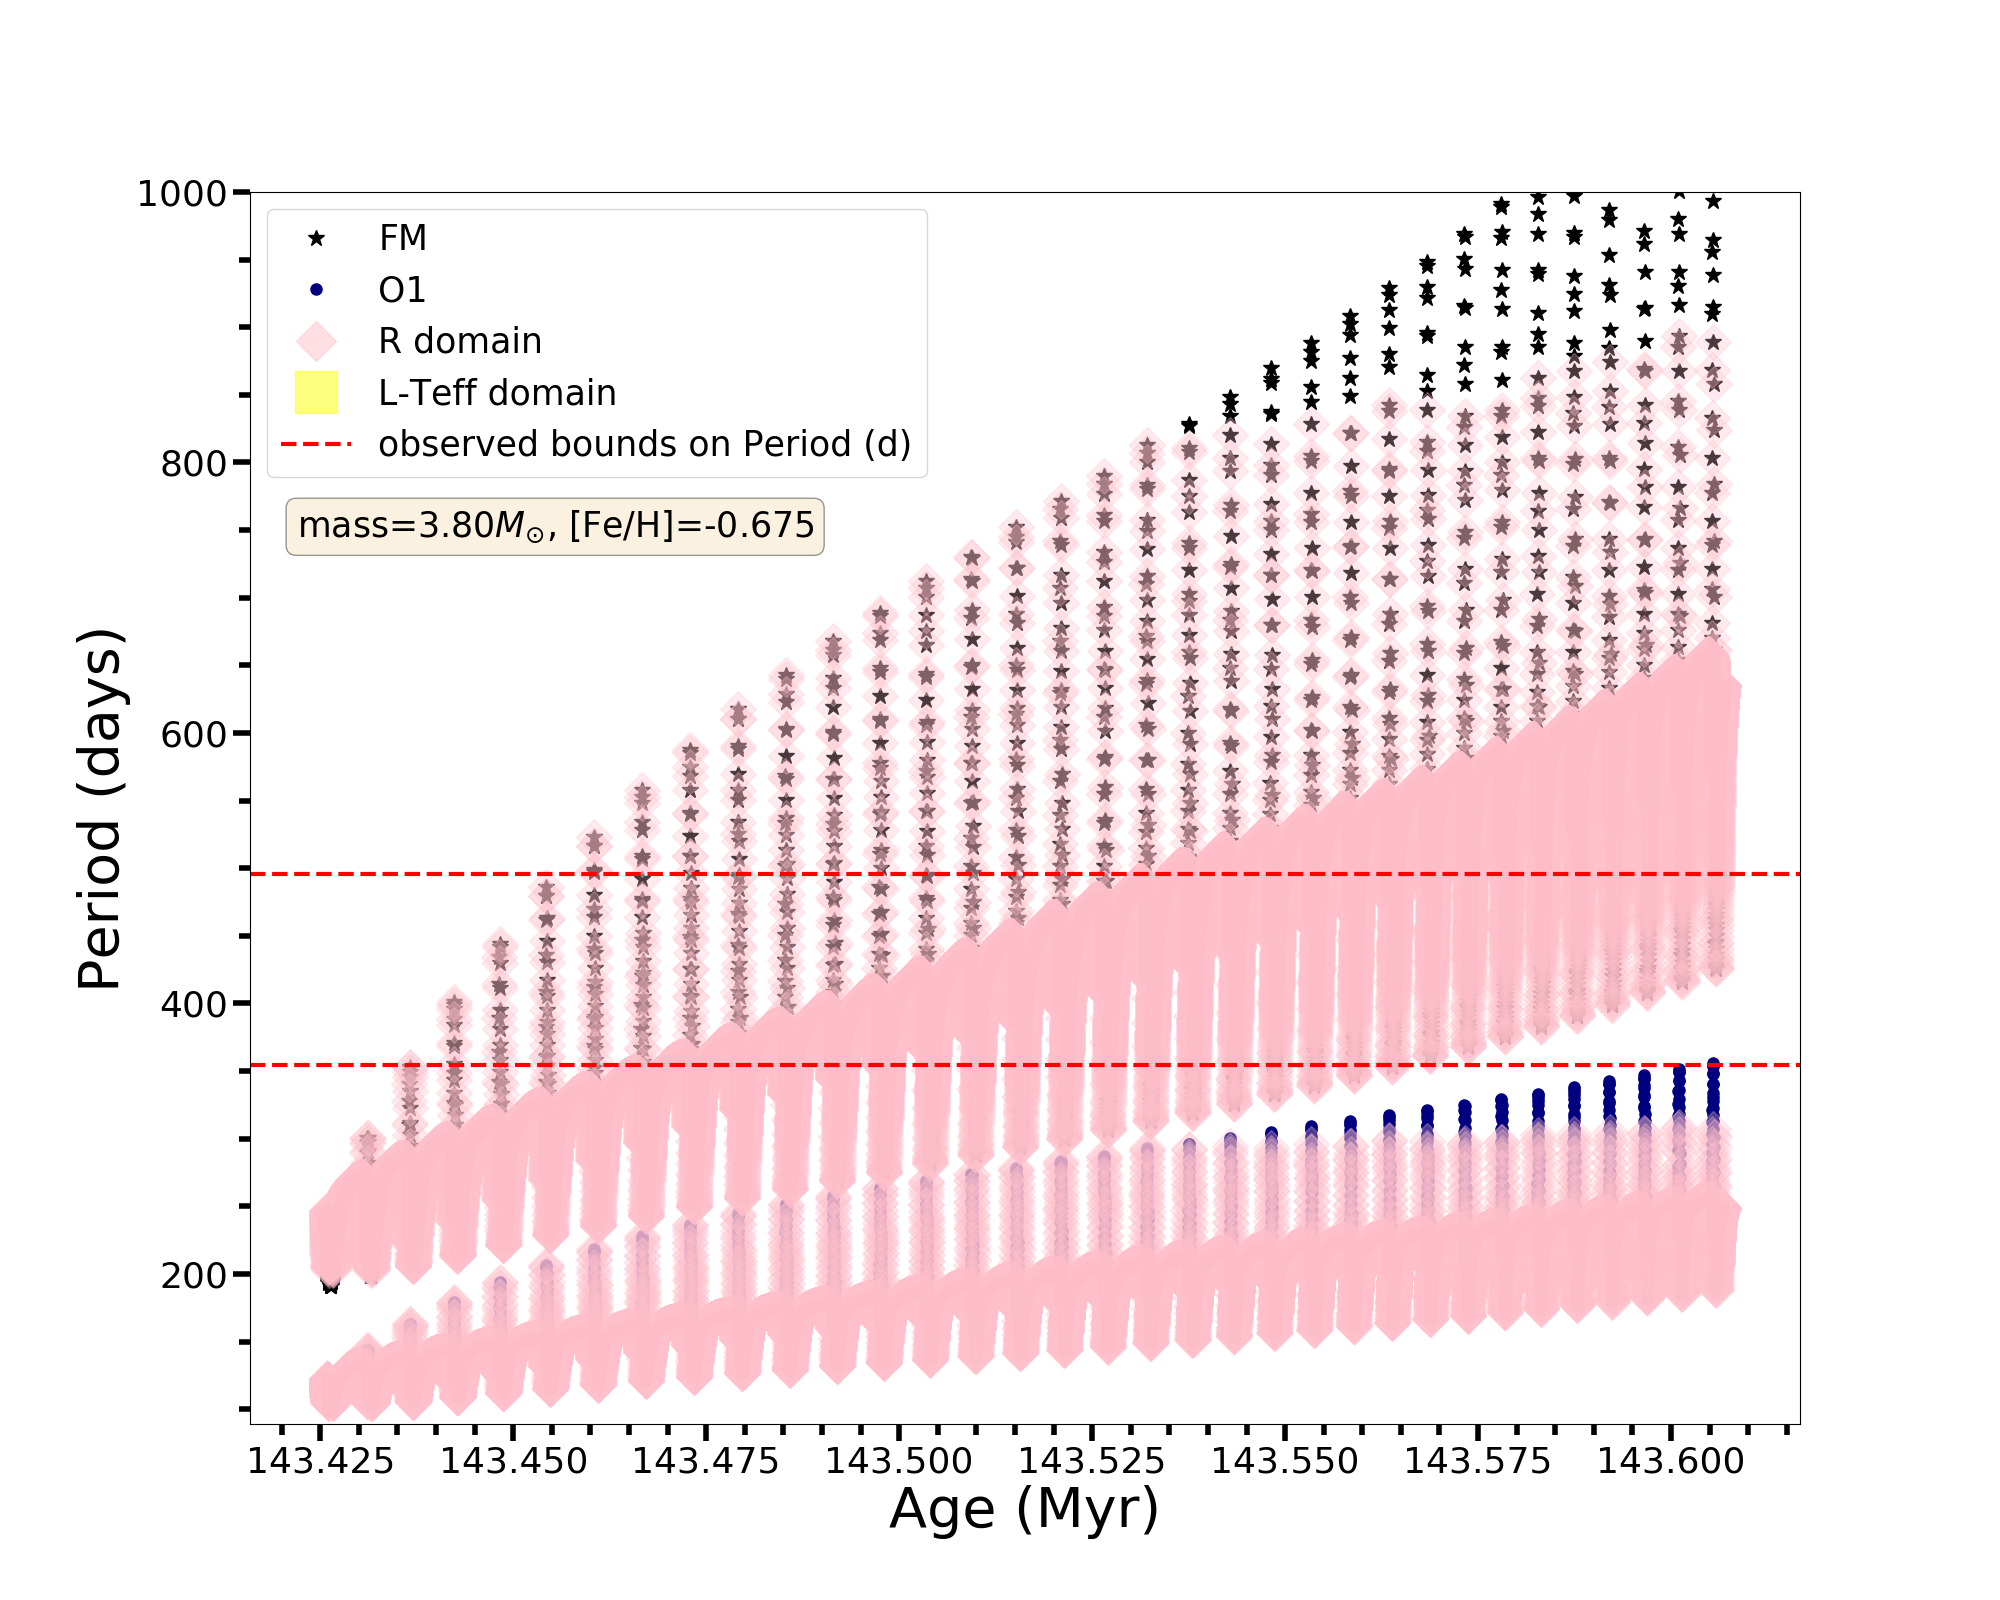 1000
800
600
400
200
Period (days)
FM
O1
R domain
L-Teff domain
observed bounds on Period (d)
mass=3.80M☉, [Fe/H]=-0.675
143.425 143.450 143.475 143.500 143.525 143.550 143.575 143.600
Age (Myr)